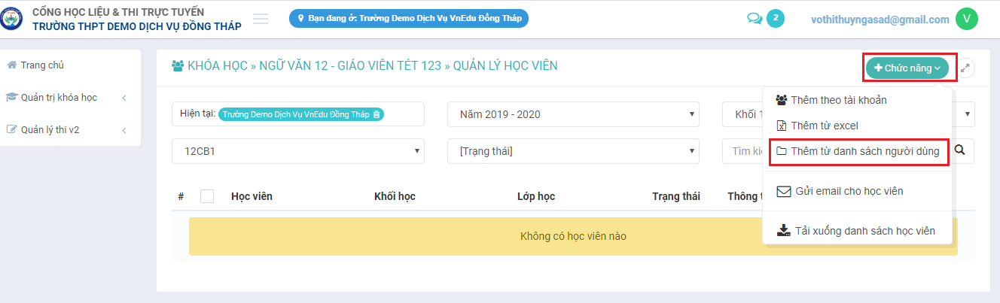 CỔNG HỌC LIỆU & THI TRỰC TUYẾN
TRƯỜNG THPT DEMO DỊCH VỤ ĐỒNG THÁP
Bạn đang ở: Trường Demo Dịch Vụ VnEdu Đồng Tháp
2
vothithuyngasad@gmail.com
V
Trang chủ
Quản trị khóa học
Quản lý thi v2
KHÓA HỌC » NGỮ VĂN 12 - GIÁO VIÊN TÉT 123 » QUẢN LÝ HỌC VIÊN
Chức năng
Thêm theo tài khoản
Thêm từ excel
Thêm từ danh sách người dùng
Gửi email cho học viên
Tải xuống danh sách học viên
Hiện tại: Trường Demo Dịch Vụ VnEdu Đồng Tháp
Năm 2019 - 2020
Khối 1
12CB1
[Trạng thái]
Tìm
# Học viên Khối học Lớp học Trạng thái Thông
Không có học viên nào